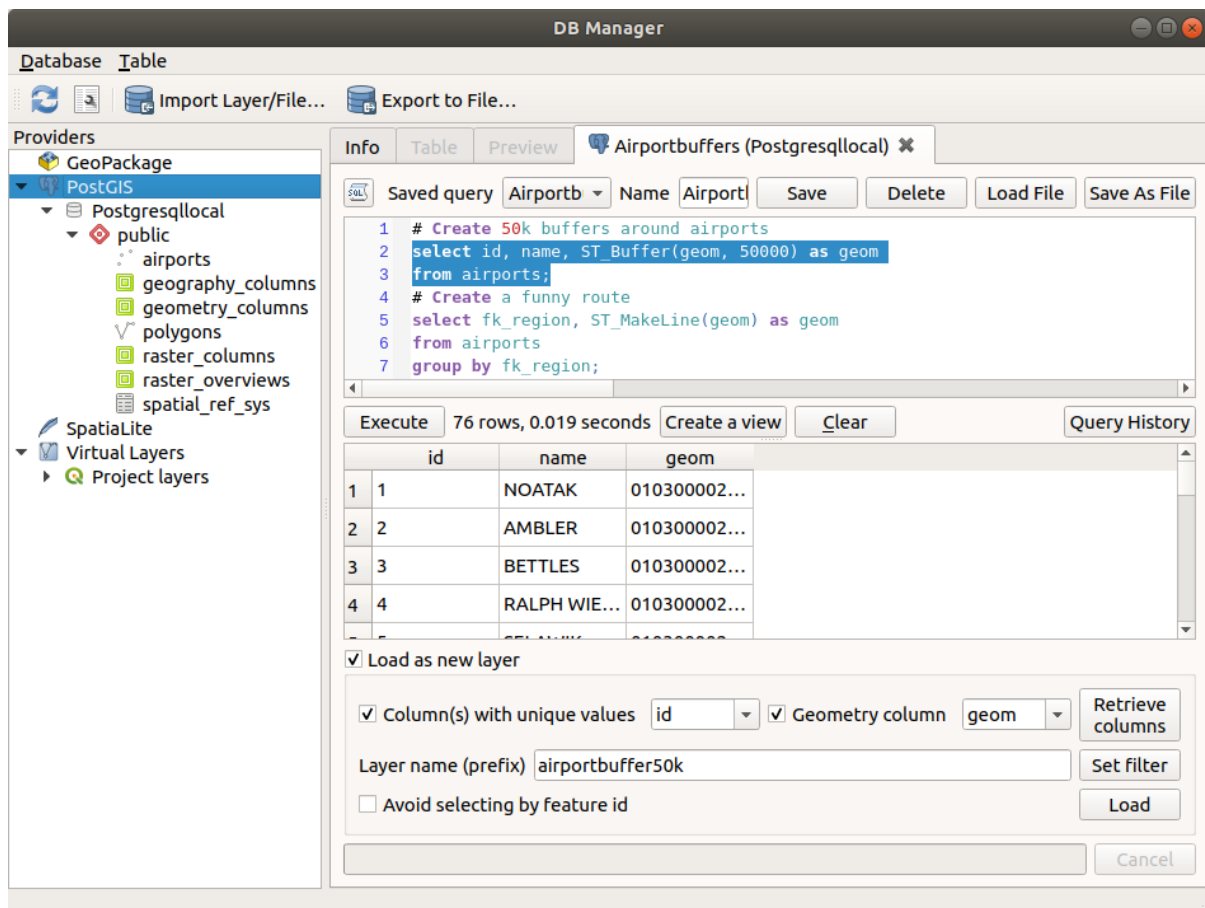 DB Manager
Database Table
Import Layer/File... Export to File...
Providers
GeoPackage
PostGIS
Postgresqllocal
public
airports
geography_columns
geometry_columns
polygons
raster_columns
raster_overviews
spatial_ref_sys
SpatiaLite
Virtual Layers
Project layers
Info Table Preview Airportbuffers (Postgresqllocal)
SQL Saved query Airportb Name Airportl Save Delete Load File Save As File
1 # Create 50k buffers around airports
2 select id, name, ST_Buffer(geom, 50000) as geom
3 from airports;
4 # Create a funny route
5 select fk_region, ST_MakeLine(geom) as geom
6 from airports
7 group by fk_region;
Execute 76 rows, 0.019 seconds Create a view Clear Query History
id name geom
1 1 NOATAK 010300002...
2 2 AMBLER 010300002...
3 3 BETTLES 010300002...
4 4 RALPH WIE... 010300002...
Load as new layer
Column(s) with unique values id Geometry column geom Retrieve columns
Layer name (prefix) airportbuffer50k Set filter
Avoid selecting by feature id Load
Cancel